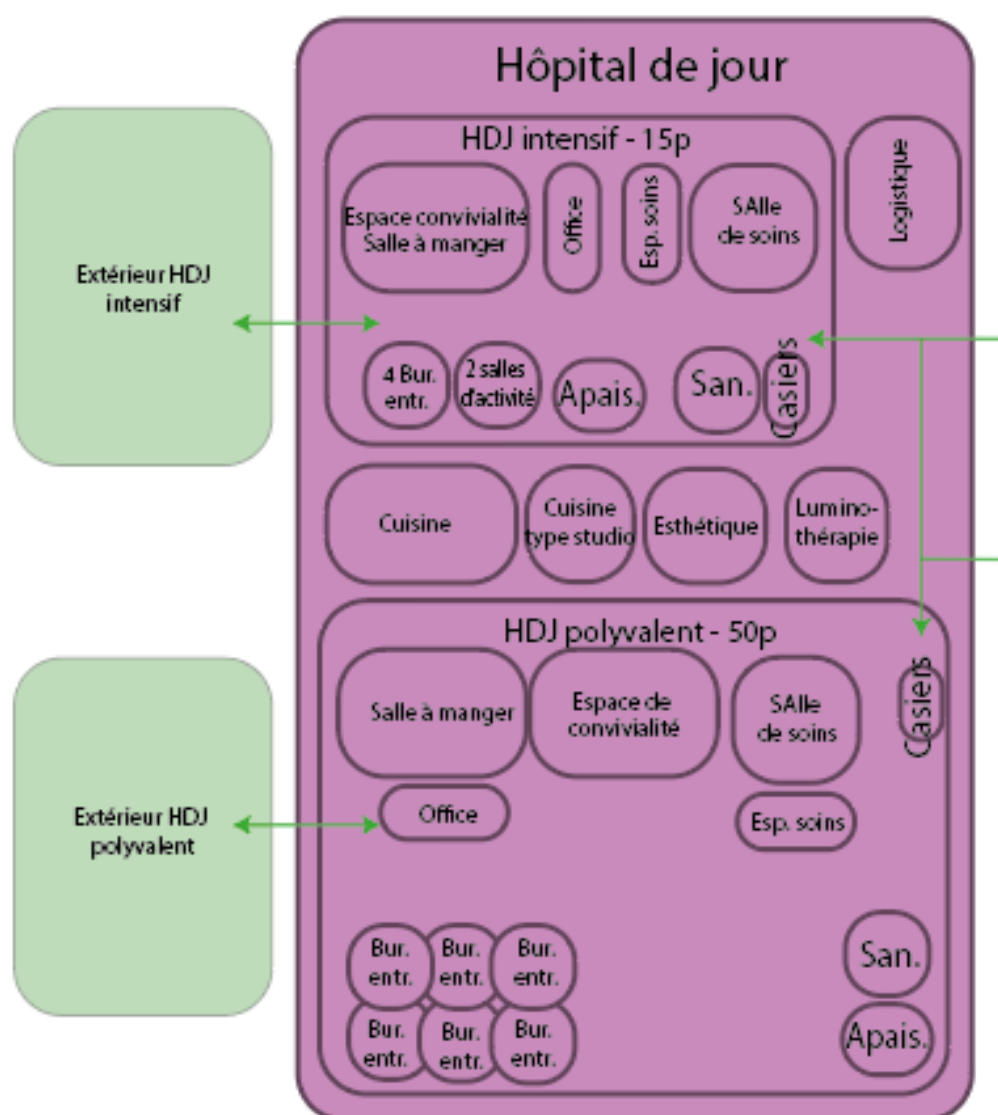 Hôpital de jour
HDJ intensif - 15p
Espace convivialité
Salle à manger
Office
Esp. soins
SAlle
de soins
Logistique
Extérieur HDJ
intensif
4 Bur.
entr.
2 salles
d'activité
Apais.
San.
Casiers
Cuisine
Cuisine
type studio
Esthétique
Lumino-
thérapie
HDJ polyvalent - 50p
Salle à manger
Espace de
convivialité
SAlle
de soins
Casiers
Extérieur HDJ
polyvalent
Office
Esp. soins
Bur.
entr.
Bur.
entr.
Bur.
entr.
San.
Bur.
entr.
Bur.
entr.
Bur.
entr.
Apais.